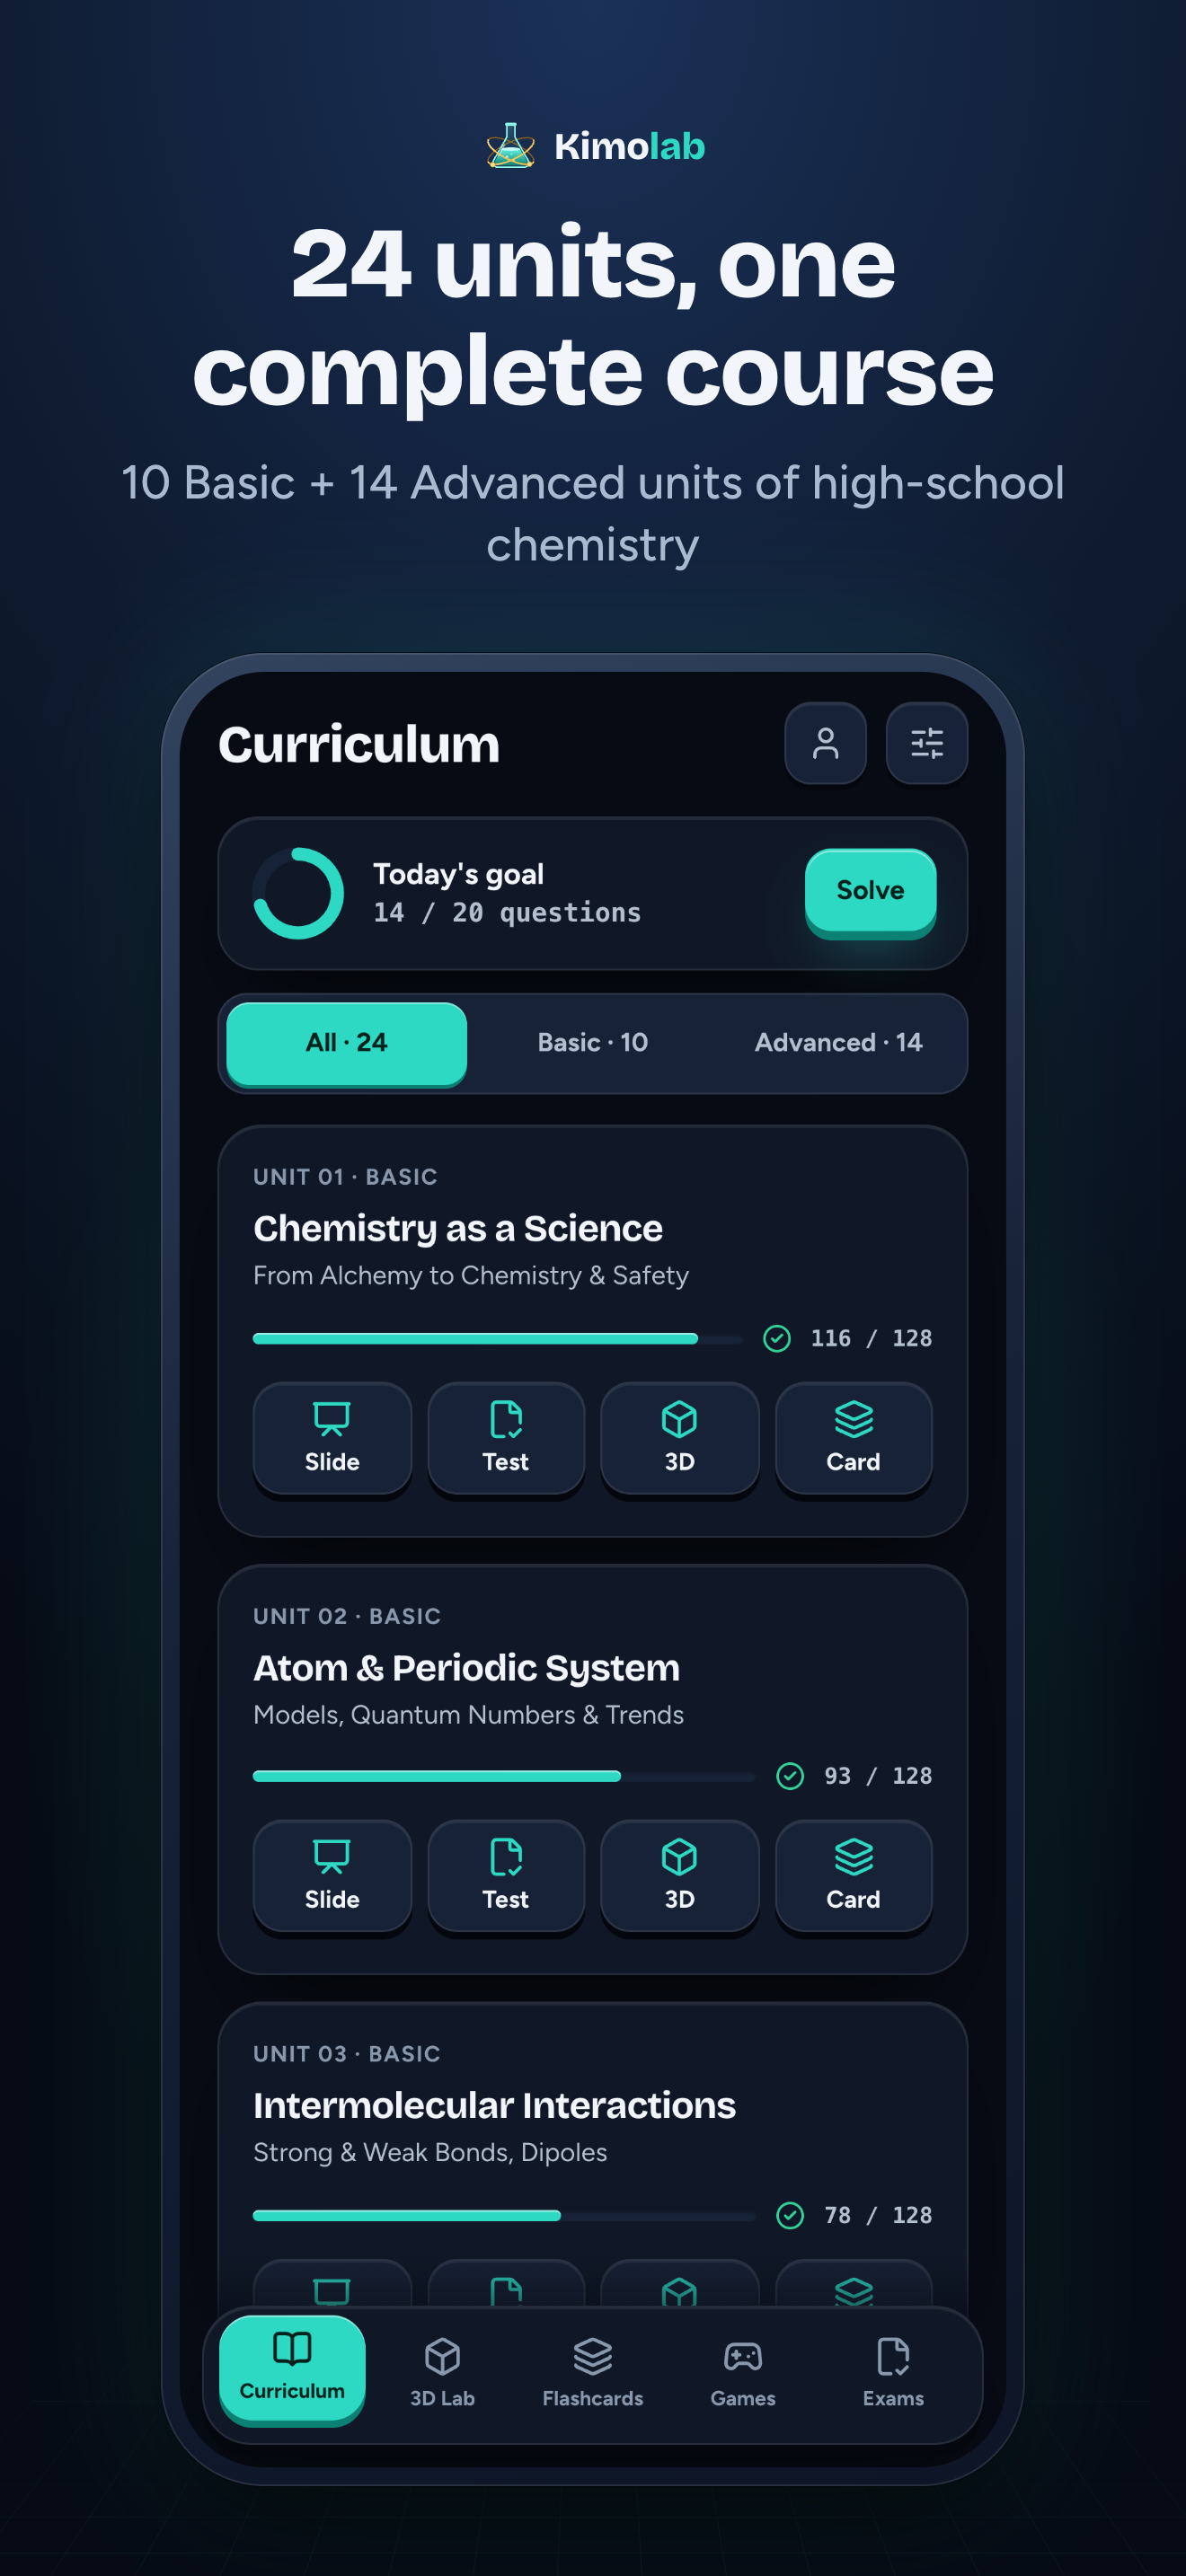 Kimolab
24 units, one
complete course
10 Basic + 14 Advanced units of high-school
chemistry
Curriculum
Today's goal
14 / 20 questions
Solve
All · 24
Basic · 10
Advanced · 14
UNIT 01 · BASIC
Chemistry as a Science
From Alchemy to Chemistry & Safety
116 / 128
Slide
Test
3D
Card
UNIT 02 · BASIC
Atom & Periodic System
Models, Quantum Numbers & Trends
93 / 128
Slide
Test
3D
Card
UNIT 03 · BASIC
Intermolecular Interactions
Strong & Weak Bonds, Dipoles
78 / 128
Curriculum
3D Lab
Flashcards
Games
Exams